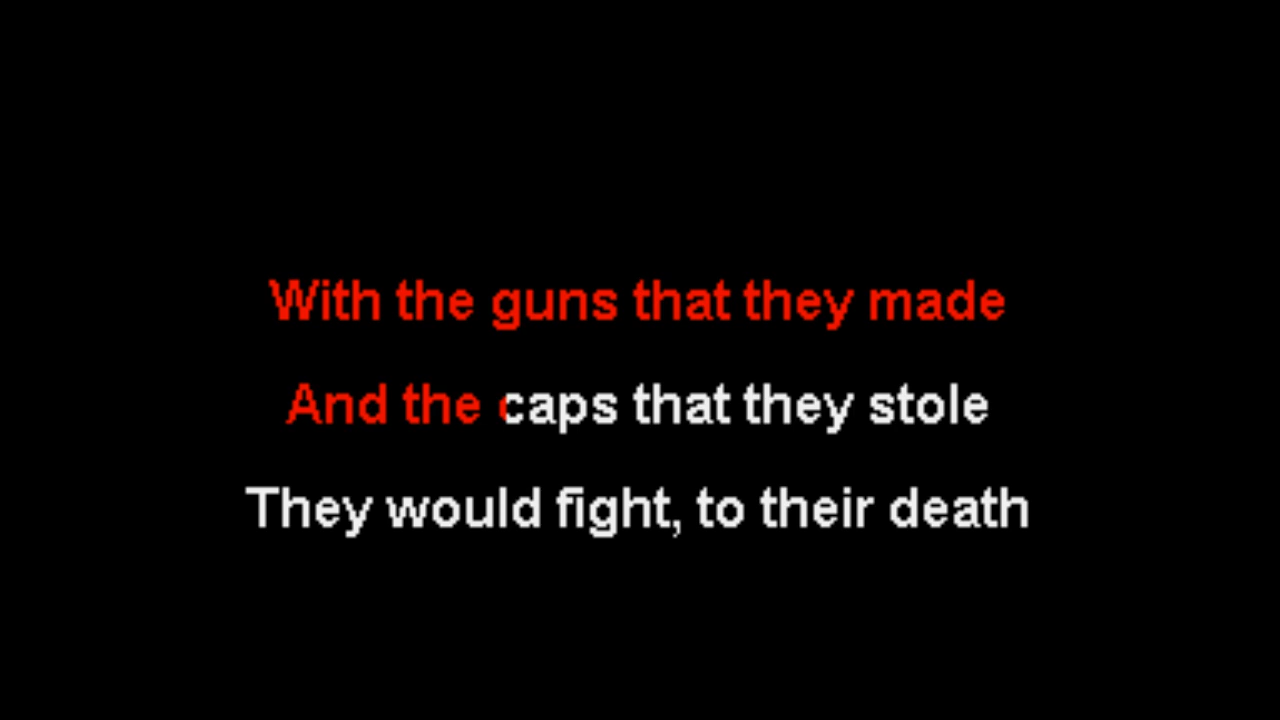 With the guns that they made
And the caps that they stole
They would fight, to their death